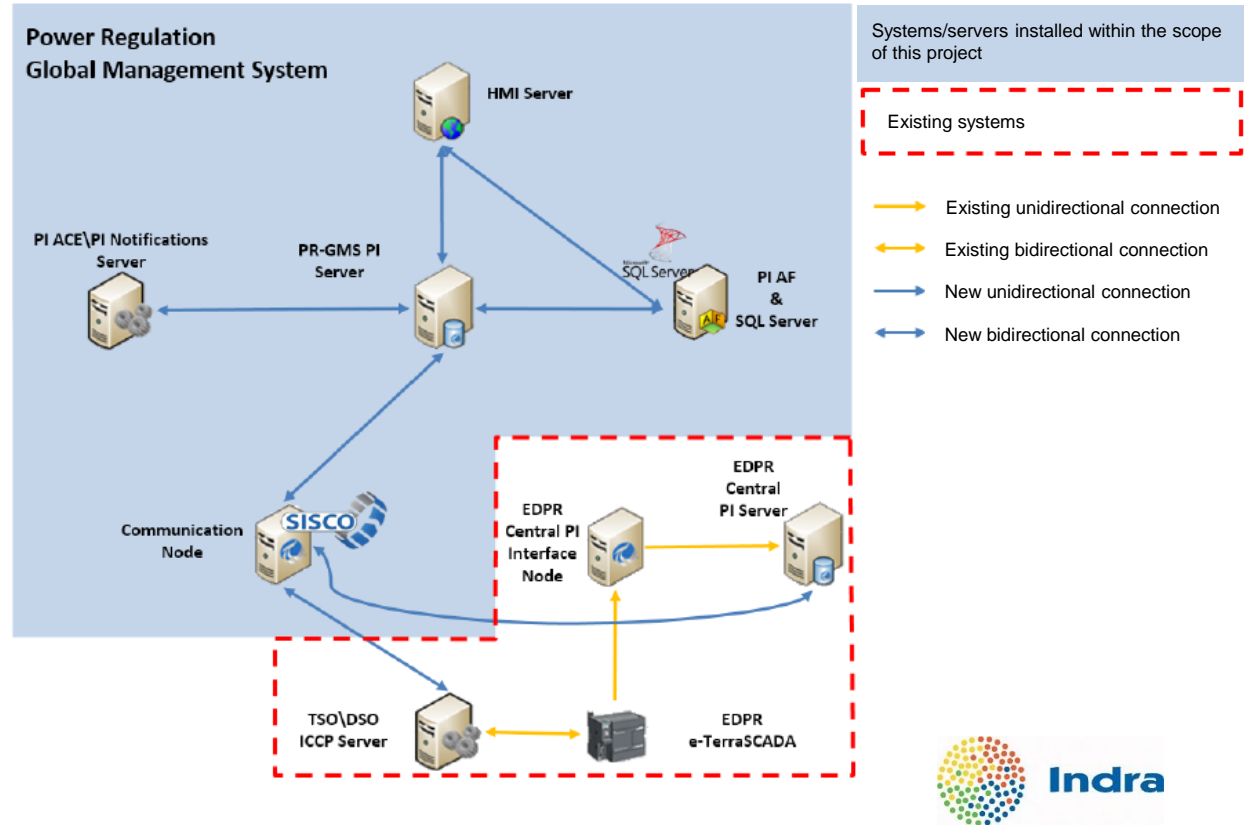 Power Regulation
Global Management System
HMI Server
PI ACE\PI Notifications
Server
PR-GMS PI
Server
Microsoft
SQL Server
PI AF
&
SQL Server
A F
Communication
Node
SISCO
EDPR
Central PI
Interface
Node
EDPR
Central
PI Server
TSO\DSO
ICCP Server
EDPR
e-TerraSCADA
Systems/servers installed within the scope
of this project
Existing systems
Existing unidirectional connection
Existing bidirectional connection
New unidirectional connection
New bidirectional connection
Indra